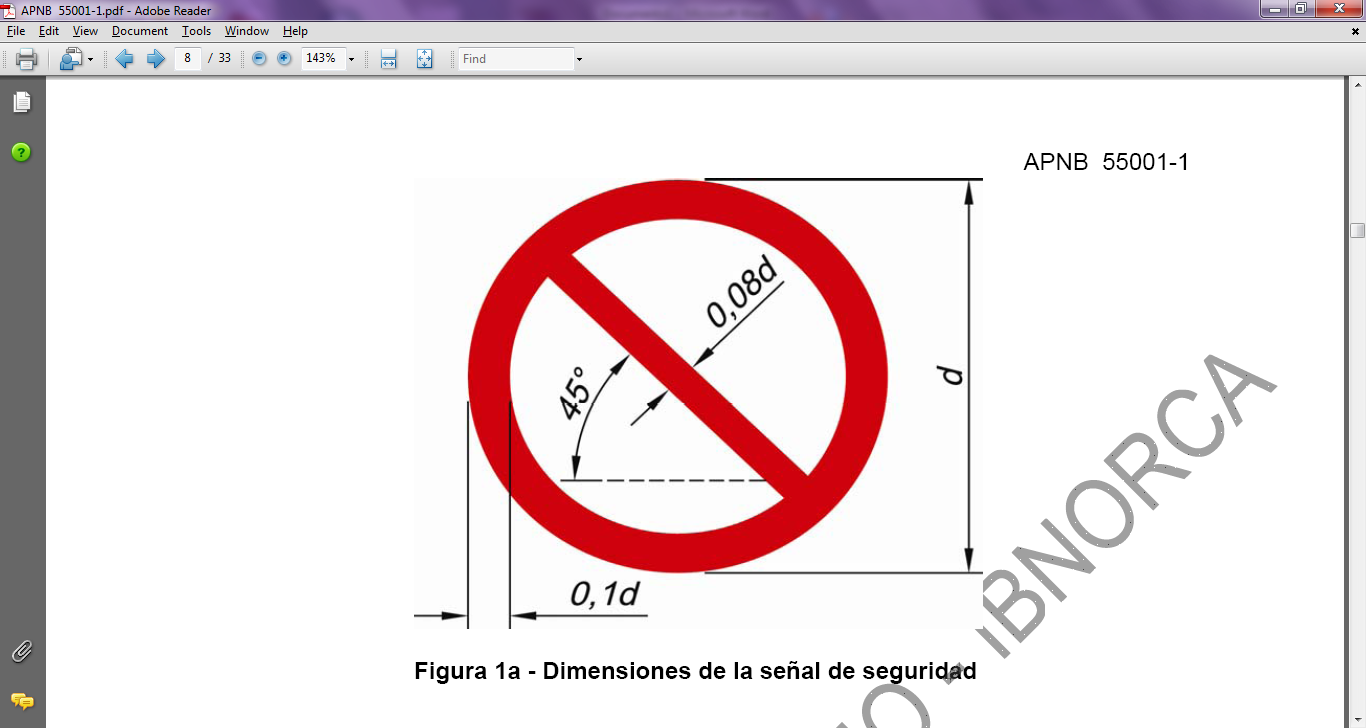 APNB 55001-1.pdf - Adobe Reader
File Edit View Document Tools Window Help
8 / 33 143% Find
APNB 55001-1
0,08d
45°
d
0,1d
Figura 1a - Dimensiones de la señal de seguridad
IO - IBNORCA